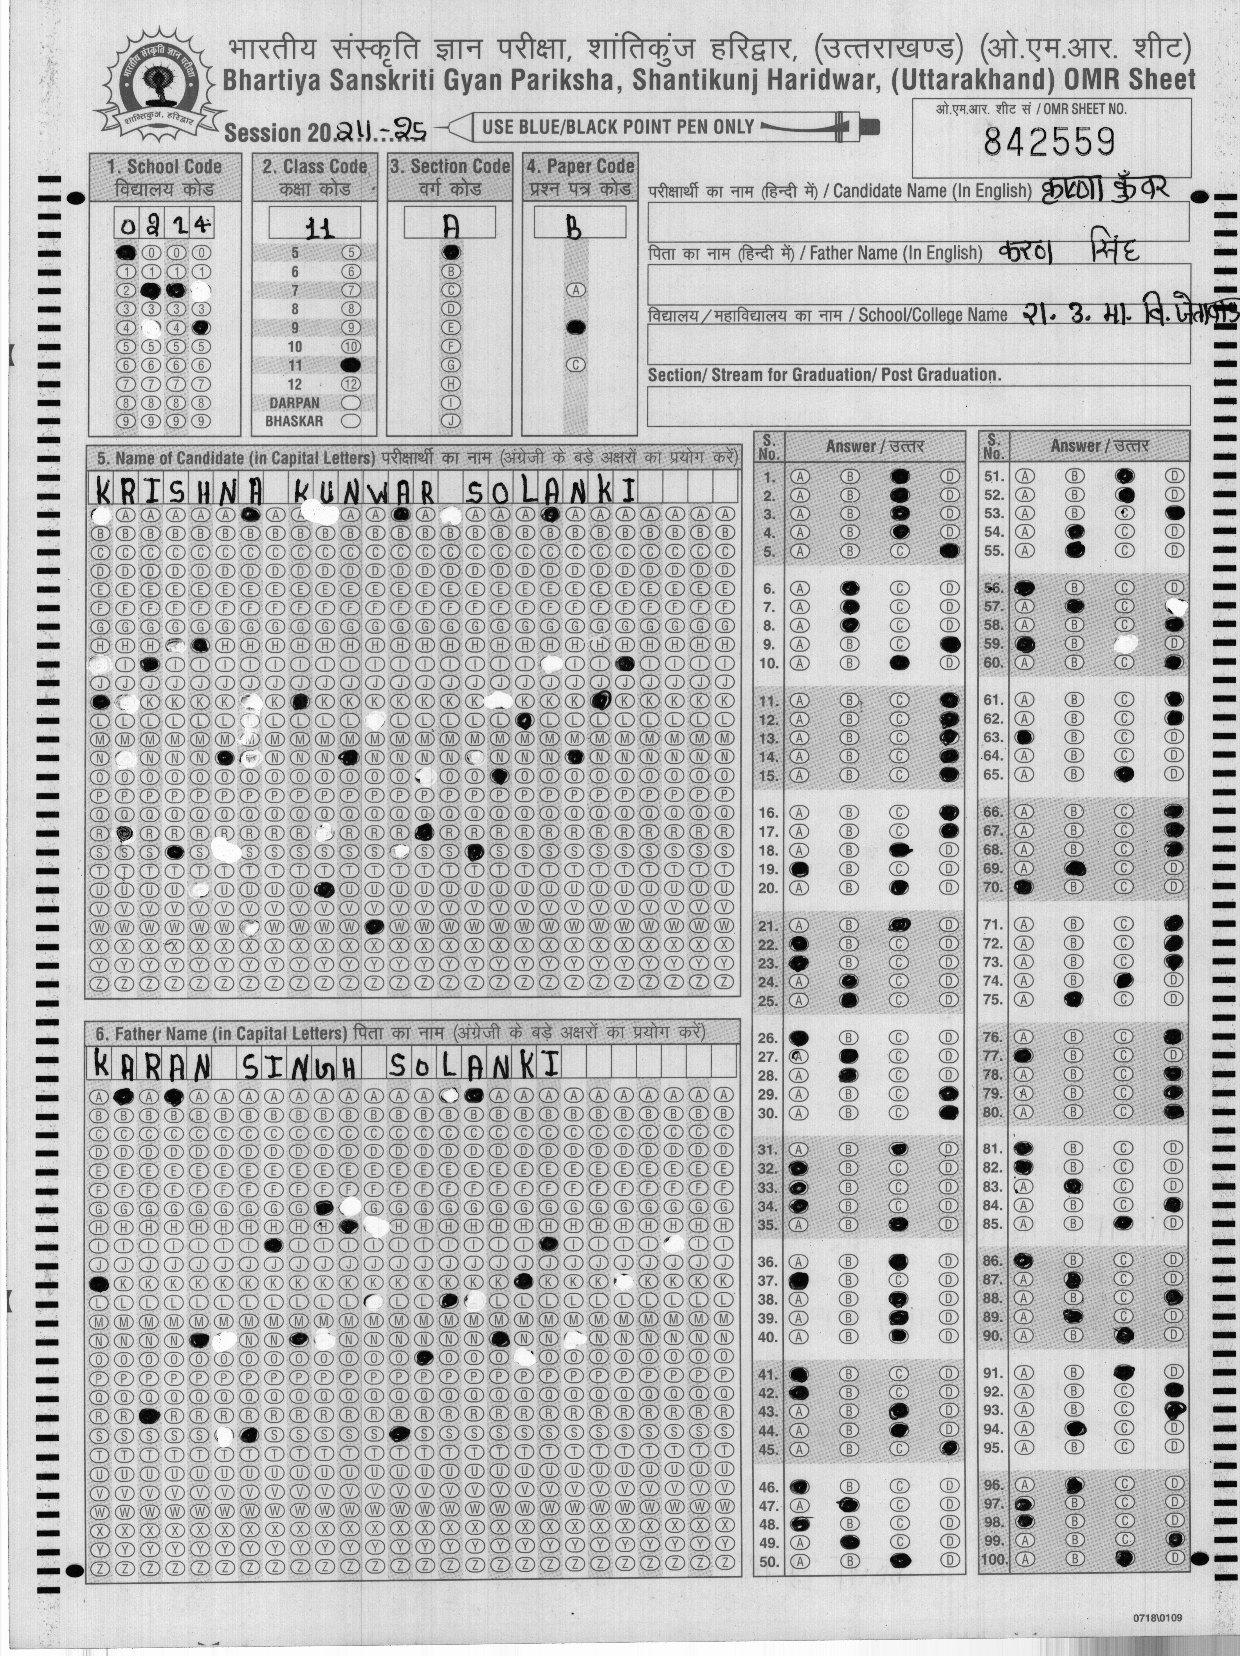 भारतीय संस्कृति ज्ञान परीक्षा, शांतिकुंज हरिद्वार, (उत्तराखण्ड) (ओ.एम.आर. शीट)
Bhartiya Sanskriti Gyan Pariksha, Shantikunj Haridwar, (Uttarakhand) OMR Sheet
Session 2024-25
USE BLUE/BLACK POINT PEN ONLY
ओ.एम.आर. शीट सं / OMR SHEET NO.
842559
1. School Code
विद्यालय कोड
0224
2. Class Code
कक्षा कोड
11
5
6
7
8
9
10
11
12
DARPAN
BHASKAR
3. Section Code
वर्ग कोड
A
4. Paper Code
प्रश्न पत्र कोड
B
परीक्षार्थी का नाम (हिन्दी में) / Candidate Name (In English) कृष्णा कुँवर
पिता का नाम (हिन्दी में) / Father Name (In English) करण सिंह
विद्यालय/महाविद्यालय का नाम / School/College Name रा. उ. मा. वि.
Section/ Stream for Graduation/ Post Graduation.
5. Name of Candidate (in Capital Letters) परीक्षार्थी का नाम (अंग्रेजी के बड़े अक्षरों का प्रयोग करें)
KRISHNA KUNWAR SOLANKI
6. Father Name (in Capital Letters) पिता का नाम (अंग्रेजी के बड़े अक्षरों का प्रयोग करें)
KARAN SINGH SOLANKI
S. No. Answer / उत्तर
S. No. Answer / उत्तर
0718\0109